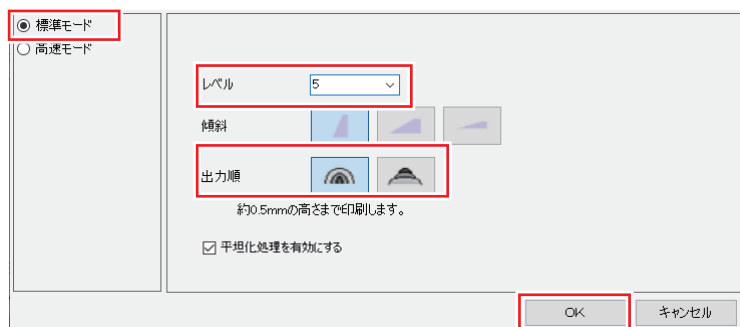 標準モード
高速モード
レベル 5
傾斜
出力順
約0.5mmの高さまで印刷します。
平坦化処理を有効にする
OK キャンセル